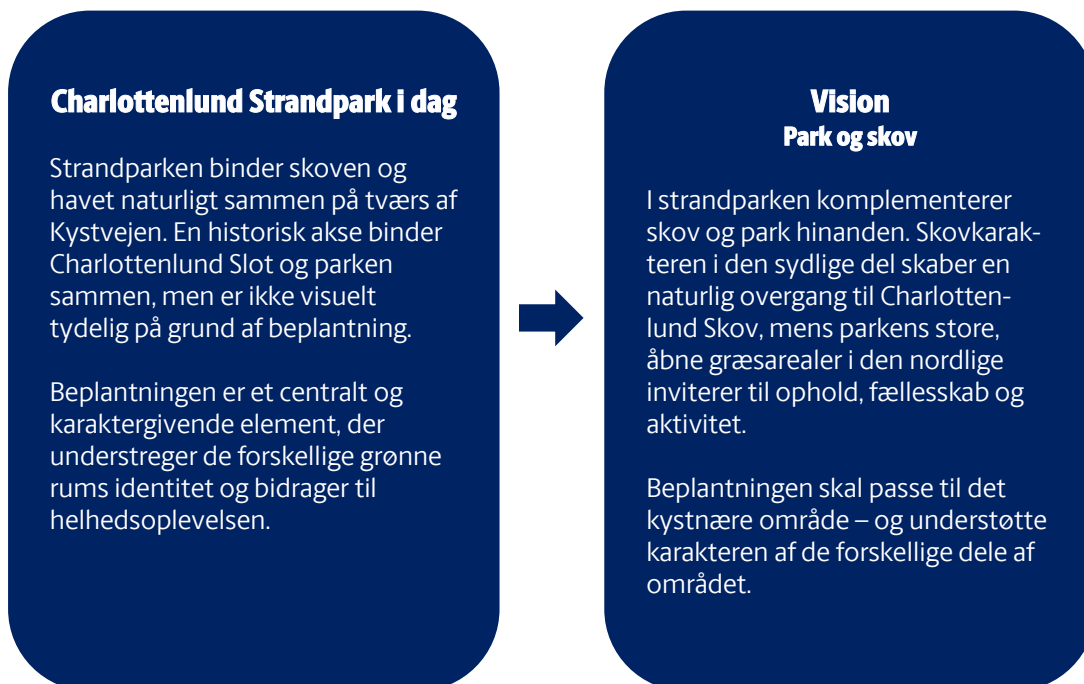 Charlottenlund Strandpark i dag
Strandparken binder skoven og
havet naturligt sammen på tværs af
Kystvejen. En historisk akse binder
Charlottenlund Slot og parken
sammen, men er ikke visuelt
tydelig på grund af beplantning.
Beplantningen er et centralt og
karaktergivende element, der
understreger de forskellige grønne
rums identitet og bidrager til
helhedsoplevelsen.
Vision
Park og skov
I strandparken komplementerer
skov og park hinanden. Skovkarak-
teren i den sydlige del skaber en
naturlig overgang til Charlotten-
lund Skov, mens parkens store,
åbne græsarealer i den nordlige
inviterer til ophold, fællesskab og
aktivitet.
Beplantningen skal passe til det
kystnære område – og understøtte
karakteren af de forskellige dele af
området.